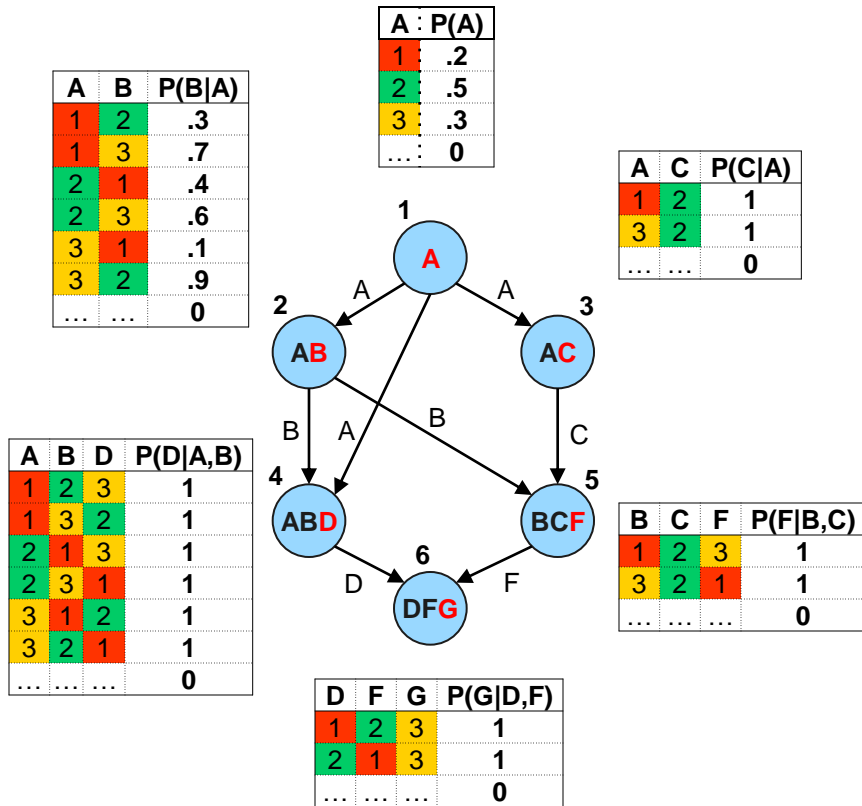 A P(A)
1 .2
2 .5
3 .3
... 0
A B P(B|A)
1 2 .3
1 3 .7
2 1 .4
2 3 .6
3 1 .1
3 2 .9
... ... 0
A C P(C|A)
1 2 1
3 2 1
... ... 0
1
A
A A
2
AB
3
AC
B A B C
4
ABD
5
BCF
D F
6
DFG
A B D P(D|A,B)
1 2 3 1
1 3 2 1
2 1 3 1
2 3 1 1
3 1 2 1
3 2 1 1
... ... ... 0
B C F P(F|B,C)
1 2 3 1
3 2 1 1
... ... ... 0
D F G P(G|D,F)
1 2 3 1
2 1 3 1
... ... ... 0